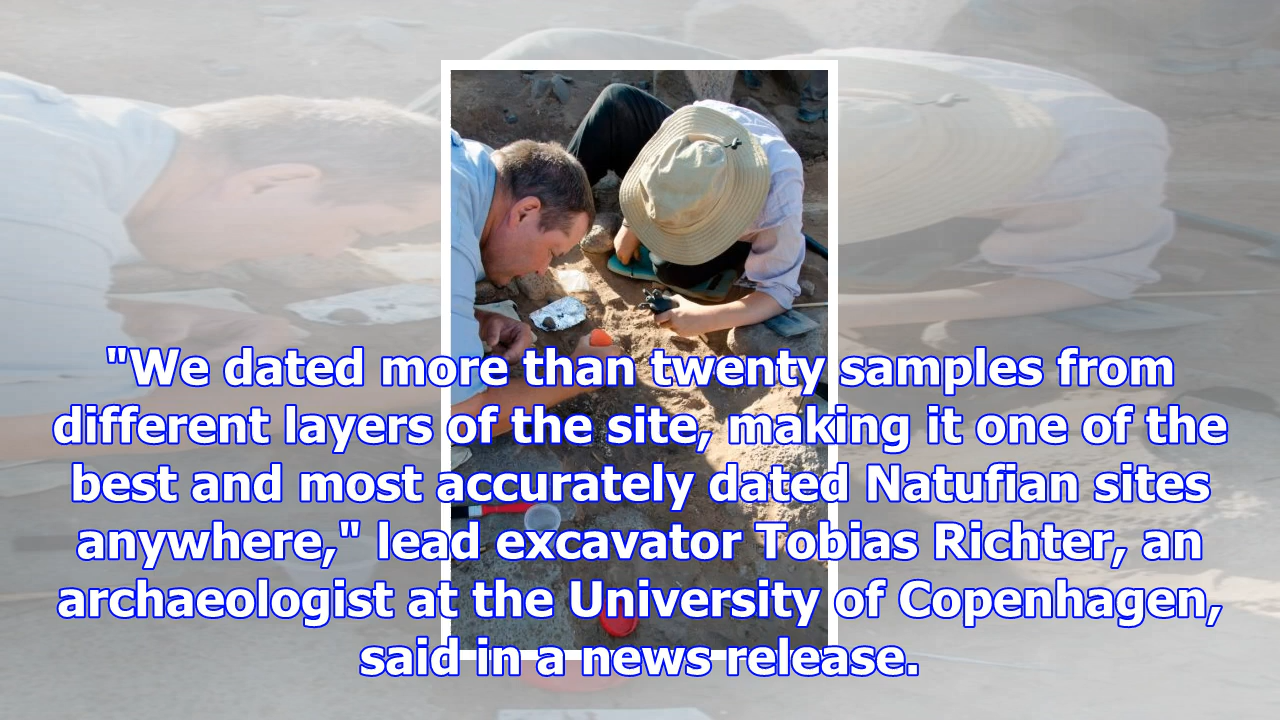 "We dated more than twenty samples from
different layers of the site, making it one of the
best and most accurately dated Natufian sites
anywhere," lead excavator Tobias Richter, an
archaeologist at the University of Copenhagen,
said in a news release.